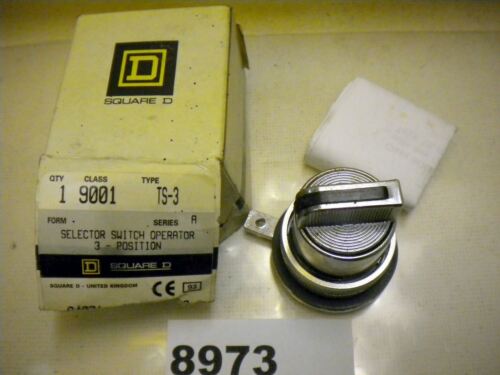 D
SQUARE D
QTY CLASS TYPE
1 9001 TS-3
FORM SERIES A
SELECTOR SWITCH OPERATOR
3 - POSITION
D SQUARE D
SQUARE D - UNITED KINGDOM CE 93
8973